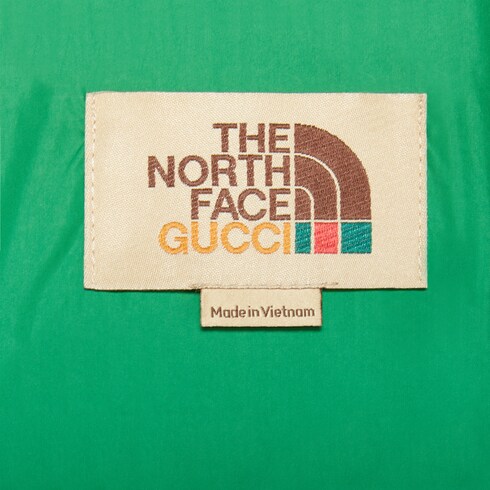 THE
NORTH
FACE
GUCCI
Made in Vietnam